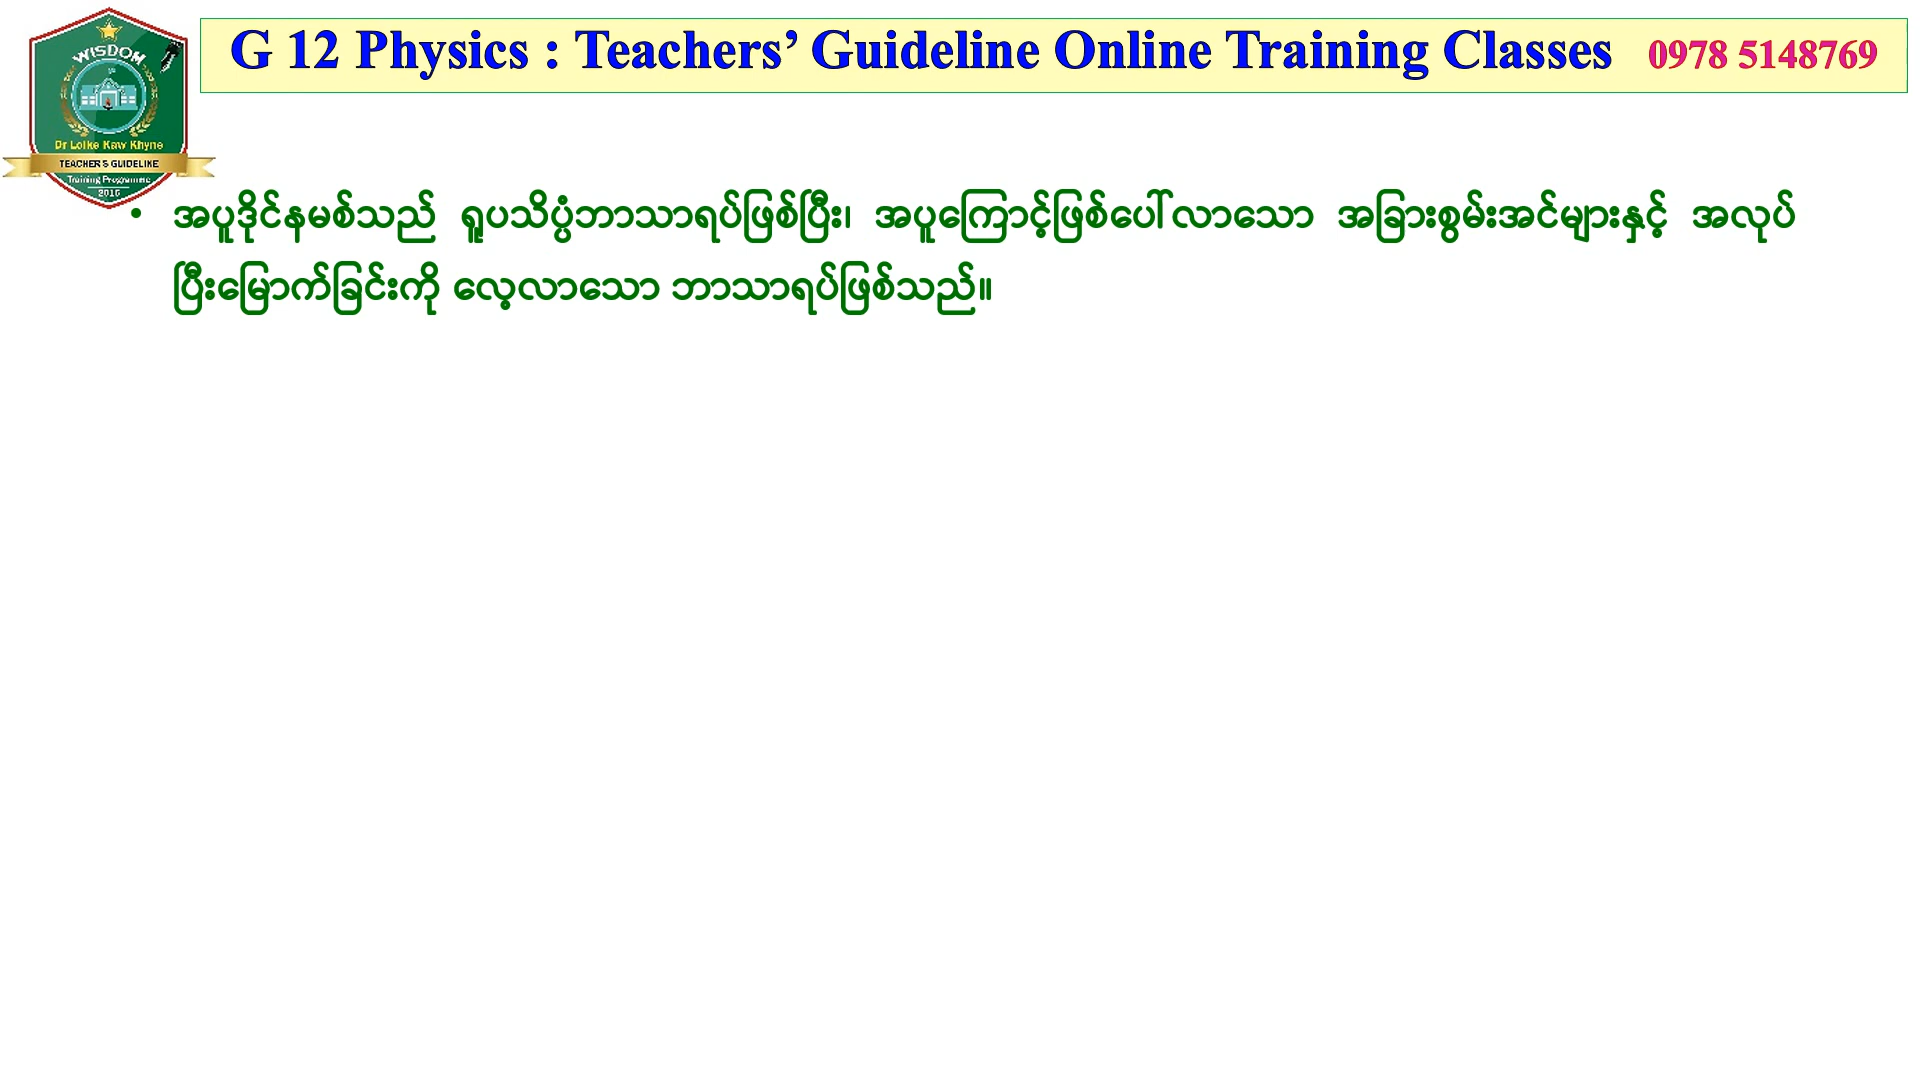 G 12 Physics : Teachers’ Guideline Online Training Classes 0978 5148769
WISDOM
Dr Loike Kaw Khyne
TEACHER'S GUIDELINE
Training Programme
2016
• အပူဒိုင်နမစ်သည် ရူပသိပ္ပံဘာသာရပ်ဖြစ်ပြီး၊ အပူကြောင့်ဖြစ်ပေါ်လာသော အခြားစွမ်းအင်များနှင့် အလုပ်
ပြီးမြောက်ခြင်းကို လေ့လာသော ဘာသာရပ်ဖြစ်သည်။